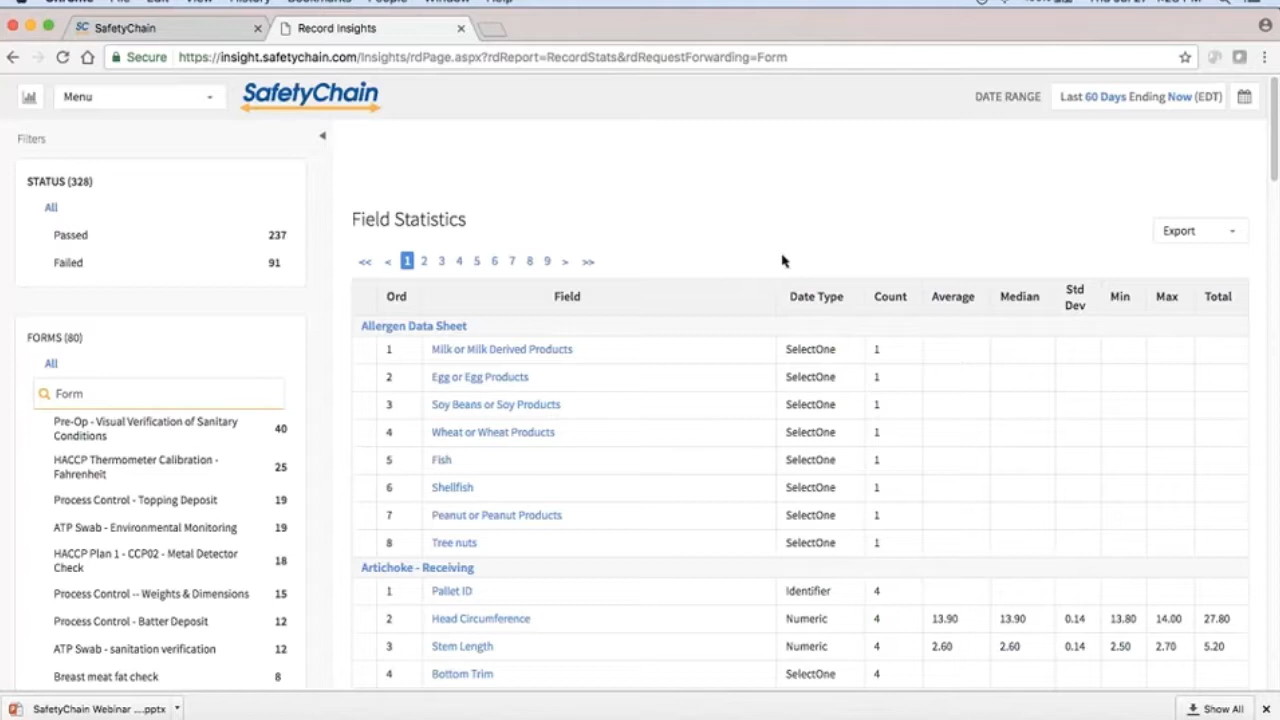 SafetyChain
Record Insights
Secure https://insight.safetychain.com/Insights/rdPage.aspx?rdReport=RecordStats&rdRequestForwarding=Form
Menu
SafetyChain
DATE RANGE Last 60 Days Ending Now (EDT)
Filters
STATUS (328)
All
Passed 237
Failed 91
FORMS (80)
All
Form
Pre-Op - Visual Verification of Sanitary
Conditions 40
HACCP Thermometer Calibration -
Fahrenheit 25
Process Control - Topping Deposit 19
ATP Swab - Environmental Monitoring 19
HACCP Plan 1 - CCP02 - Metal Detector
Check 18
Process Control -- Weights & Dimensions 15
Process Control - Batter Deposit 12
ATP Swab - sanitation verification 12
Breast meat fat check 8
Field Statistics
Export
<< < 1 2 3 4 5 6 7 8 9 > >>
Ord Field Date Type Count Average Median Std Dev Min Max Total
Allergen Data Sheet
1 Milk or Milk Derived Products SelectOne 1
2 Egg or Egg Products SelectOne 1
3 Soy Beans or Soy Products SelectOne 1
4 Wheat or Wheat Products SelectOne 1
5 Fish SelectOne 1
6 Shellfish SelectOne 1
7 Peanut or Peanut Products SelectOne 1
8 Tree nuts SelectOne 1
Artichoke - Receiving
1 Pallet ID Identifier 4
2 Head Circumference Numeric 4 13.90 13.90 0.14 13.80 14.00 27.80
3 Stem Length Numeric 4 2.60 2.60 0.14 2.50 2.70 5.20
4 Bottom Trim SelectOne 4
SafetyChain Webinar ....pptx
Show All